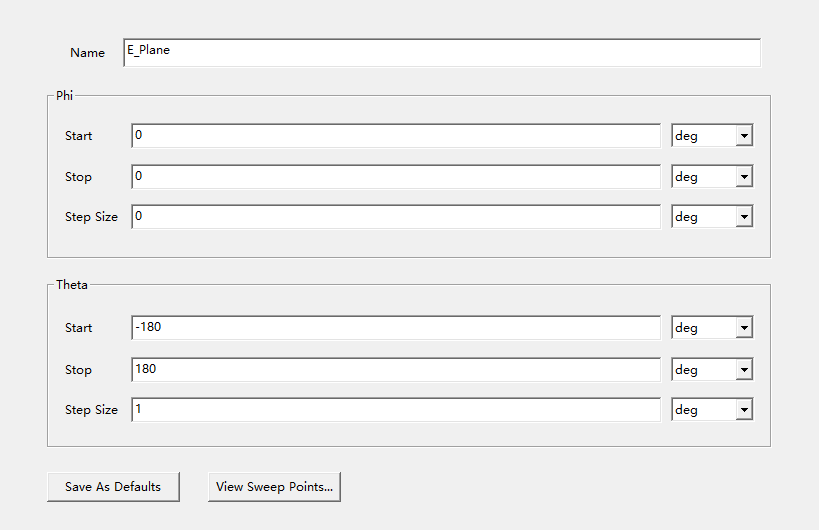 Name E_Plane
Phi
Start 0 deg
Stop 0 deg
Step Size 0 deg
Theta
Start -180 deg
Stop 180 deg
Step Size 1 deg
Save As Defaults View Sweep Points...